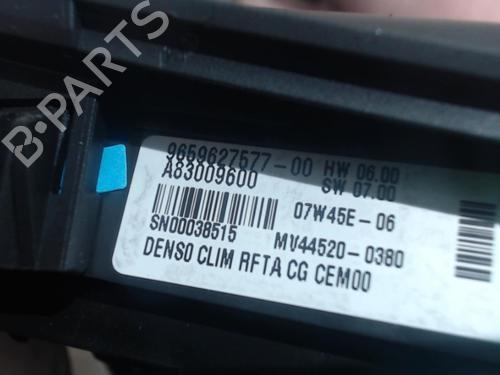 B-PARTS
9659627577-00 HW 06.00
A83009600 SW 07.00
07W45E-06
SN00038515 MV44520-0380
DENSO CLIM RFTA CG CEM00